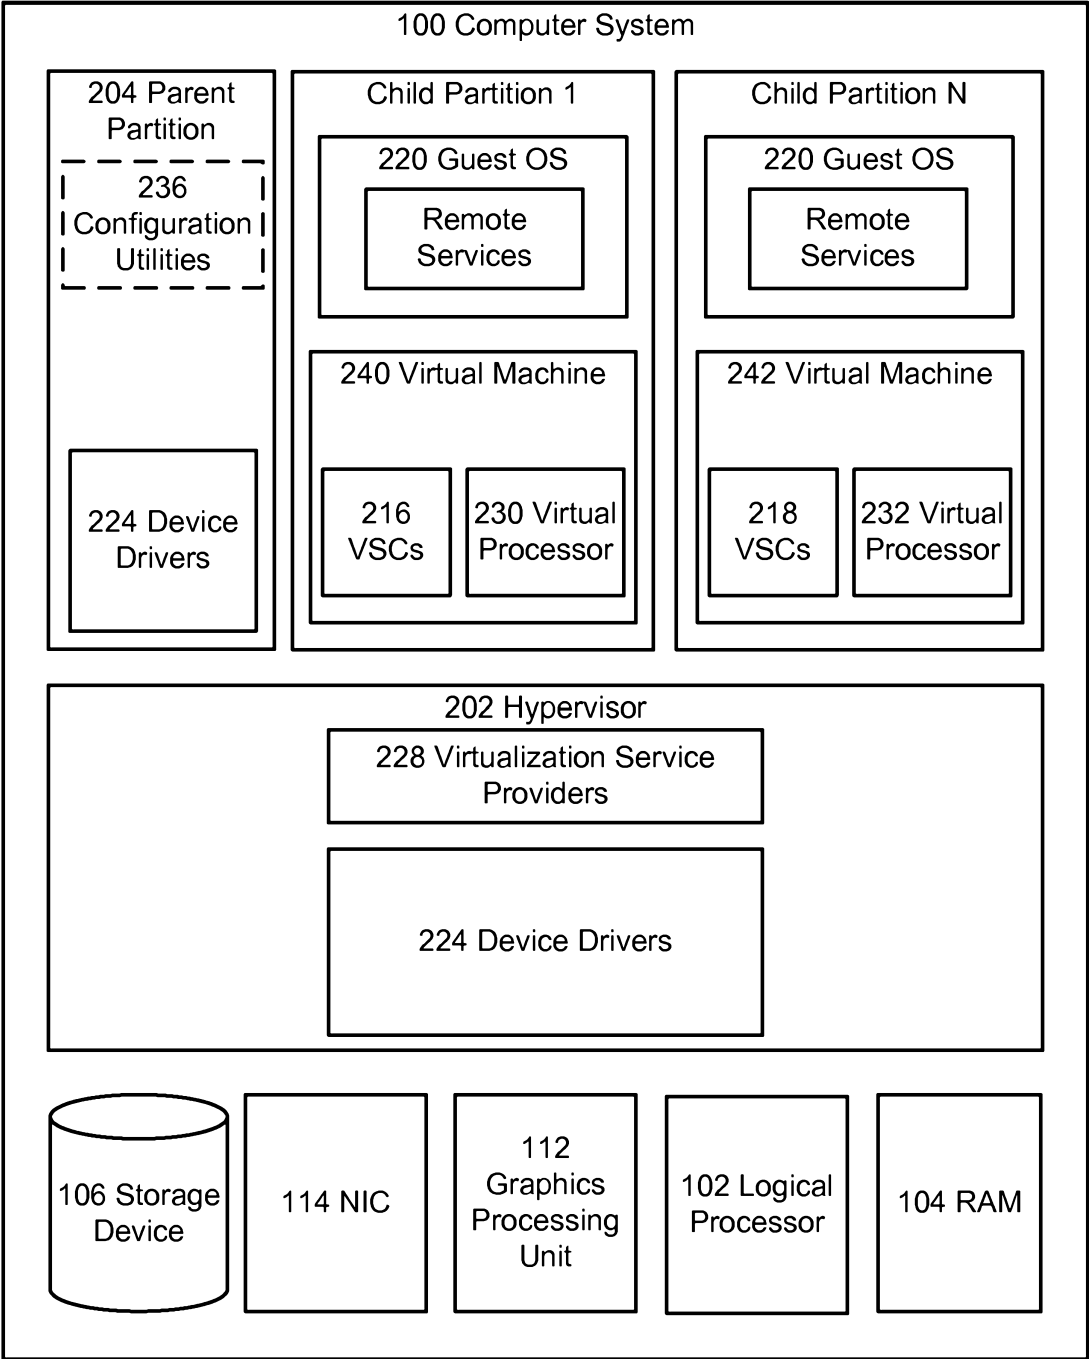 100 Computer System
204 Parent
Partition
236
Configuration
Utilities
224 Device
Drivers
Child Partition 1
220 Guest OS
Remote
Services
240 Virtual Machine
216
VSCs
230 Virtual
Processor
Child Partition N
220 Guest OS
Remote
Services
242 Virtual Machine
218
VSCs
232 Virtual
Processor
202 Hypervisor
228 Virtualization Service
Providers
224 Device Drivers
106 Storage
Device
114 NIC
112
Graphics
Processing
Unit
102 Logical
Processor
104 RAM